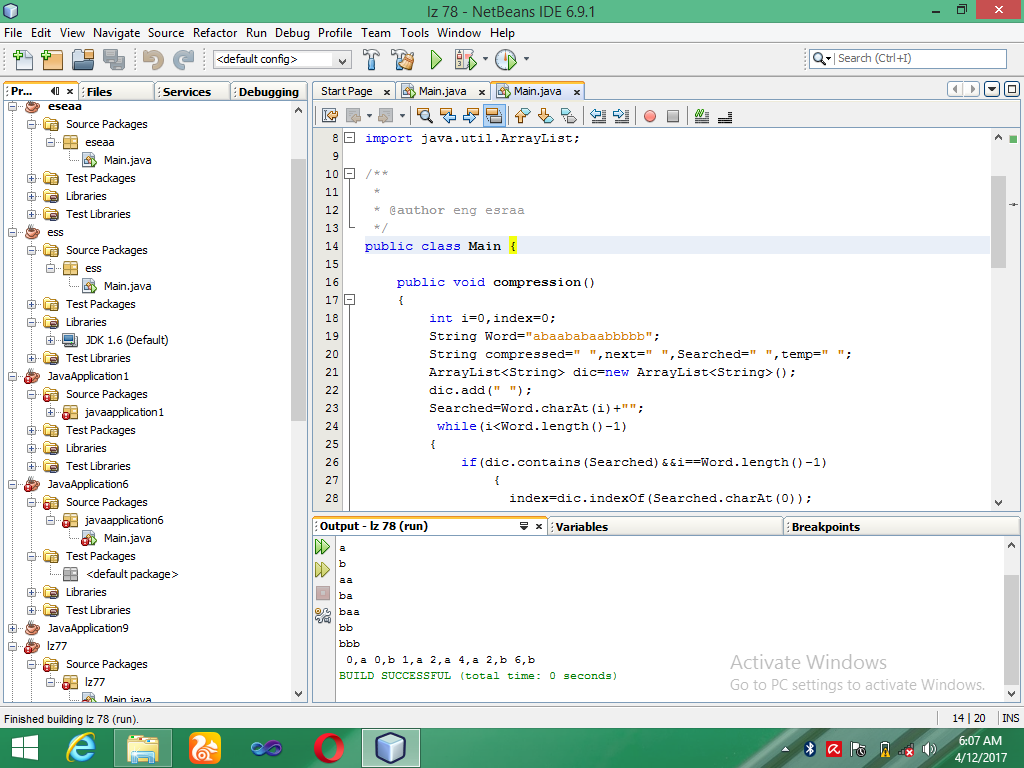 lz 78 - NetBeans IDE 6.9.1
File Edit View Navigate Source Refactor Run Debug Profile Team Tools Window Help
<default config>
Search (Ctrl+I)
Pr...
Files
Services
Debugging
eseaa
Source Packages
eseaa
Main.java
Test Packages
Libraries
Test Libraries
ess
Source Packages
ess
Main.java
Test Packages
Libraries
JDK 1.6 (Default)
Test Libraries
JavaApplication1
Source Packages
javaapplication1
Test Packages
Libraries
Test Libraries
JavaApplication6
Source Packages
javaapplication6
Main.java
Test Packages
<default package>
Libraries
Test Libraries
JavaApplication9
lz77
Source Packages
lz77
Main.java
Start Page
Main.java
Main.java
8 import java.util.ArrayList;
9
10 /**
11 *
12 * @author eng esraa
13 */
14 public class Main {
15
16 public void compression()
17 {
18 int i=0,index=0;
19 String Word="abaababaabbbbb";
20 String compressed=" ",next=" ",Searched=" ",temp=" ";
21 ArrayList<String> dic=new ArrayList<String>();
22 dic.add(" ");
23 Searched=Word.charAt(i)+"";
24 while(i<Word.length()-1)
25 {
26 if(dic.contains(Searched)&&i==Word.length()-1)
27 {
28 index=dic.indexOf(Searched.charAt(0));
Output - lz 78 (run)
Variables
Breakpoints
a
b
aa
ba
baa
bb
bbb
0,a 0,b 1,a 2,a 4,a 2,b 6,b
BUILD SUCCESSFUL (total time: 0 seconds)
Activate Windows
Go to PC settings to activate Windows.
Finished building lz 78 (run).
14 | 20
INS
6:07 AM
4/12/2017